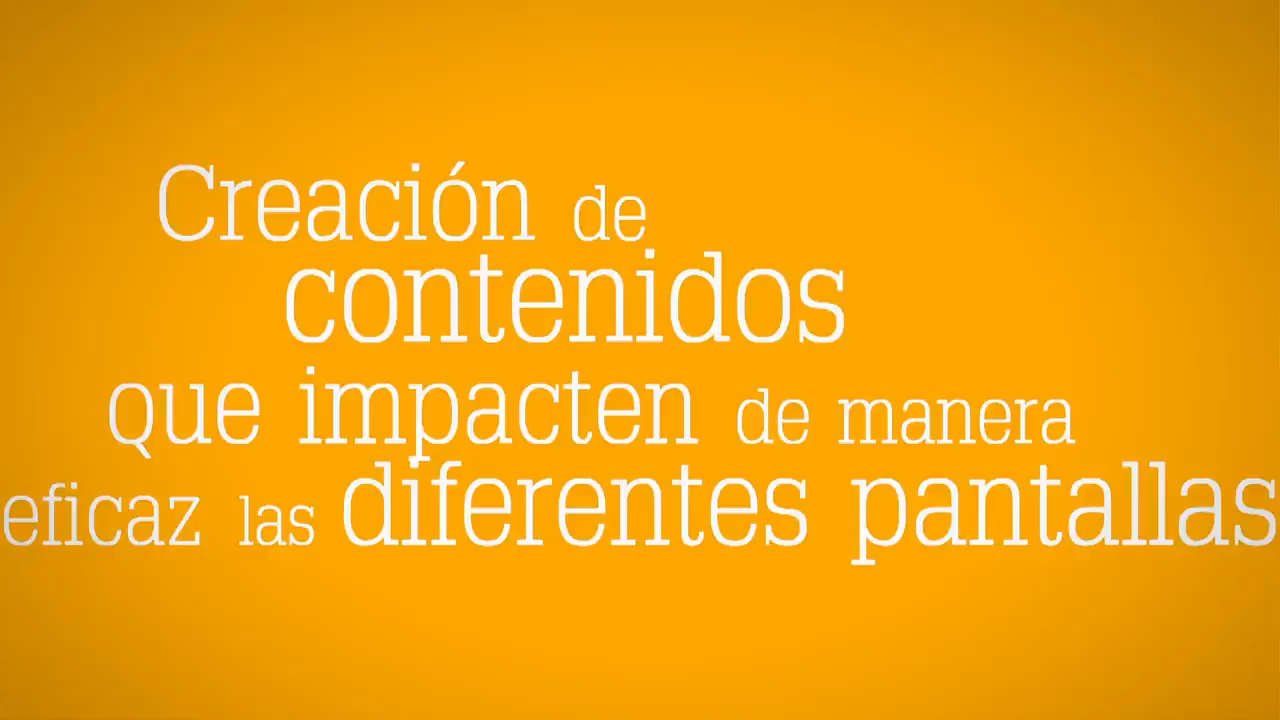 Creación de
contenidos
que impacten de manera
eficaz las diferentes pantallas